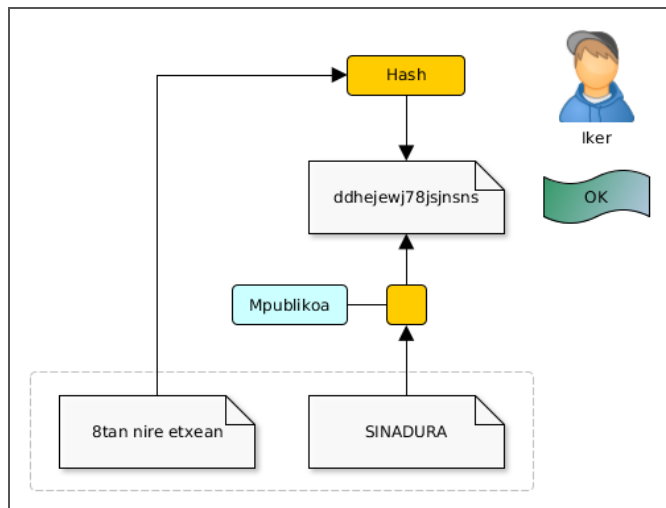 Hash
Iker
ddhejewj78jsjnsns
OK
Mpublikoa
8tan nire etxean
SINADURA